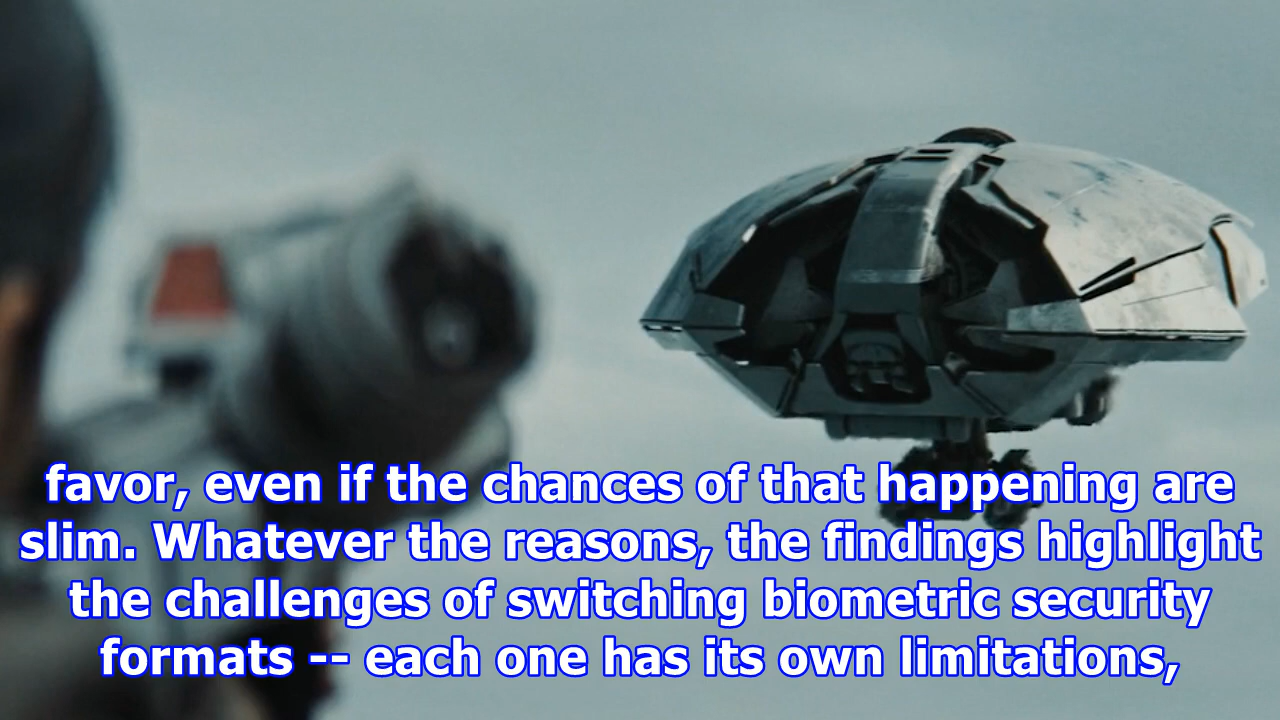 favor, even if the chances of that happening are
slim. Whatever the reasons, the findings highlight
the challenges of switching biometric security
formats -- each one has its own limitations,